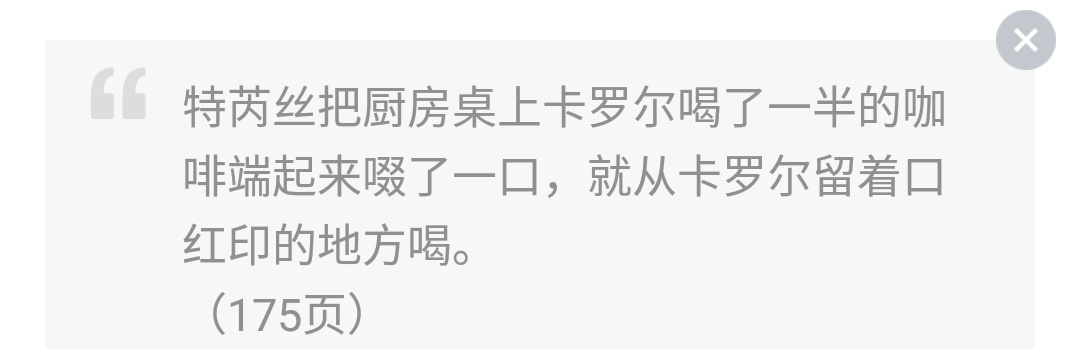 特芮丝把厨房桌上卡罗尔喝了一半的咖
啡端起来啜了一口，就从卡罗尔留着口
红印的地方喝。
（175页）